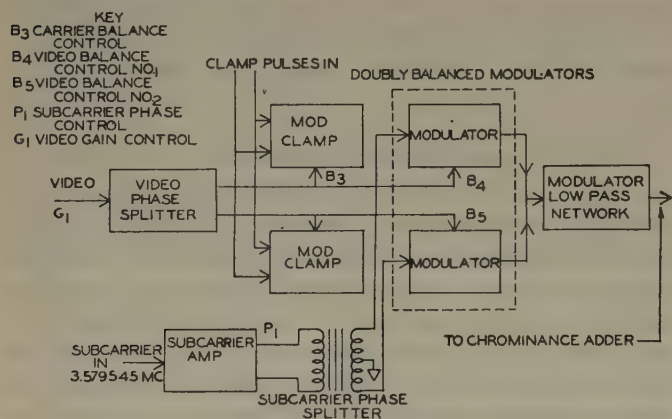 KEY
B3 CARRIER BALANCE
CONTROL
B4 VIDEO BALANCE
CONTROL NO.1
B5 VIDEO BALANCE
CONTROL NO2
P1 SUBCARRIER PHASE
CONTROL
G1 VIDEO GAIN CONTROL
CLAMP PULSES IN
DOUBLY BALANCED MODULATORS
MOD
CLAMP
MODULATOR
B3
B4
VIDEO
G1
VIDEO
PHASE
SPLITTER
MODULATOR
LOW PASS
NETWORK
B5
MOD
CLAMP
MODULATOR
P1
SUBCARRIER
IN
3.579545 MC
SUBCARRIER
AMP
TO CHROMINANCE ADDER
SUBCARRIER PHASE
SPLITTER